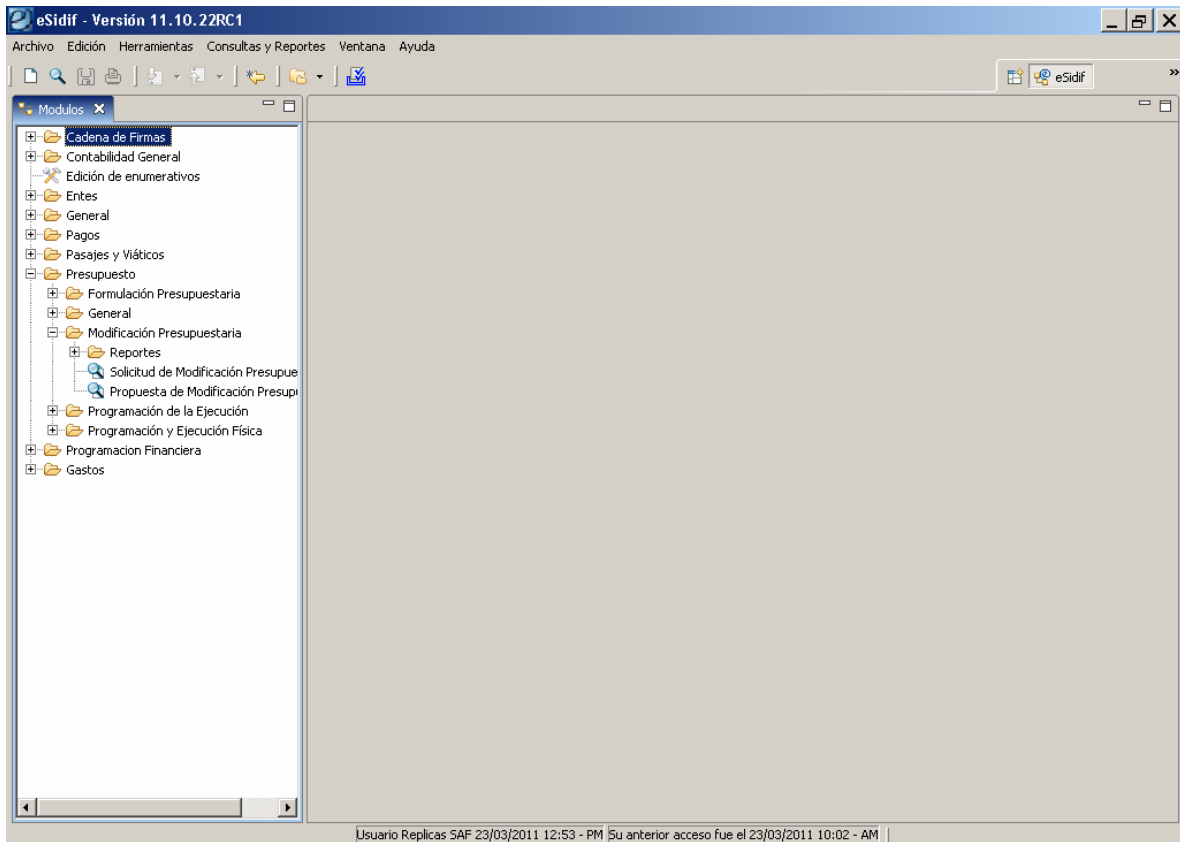 eSidif - Versión 11.10.22RC1
Archivo Edición Herramientas Consultas y Reportes Ventana Ayuda
eSidif »
Modulos
Cadena de Firmas
Contabilidad General
Edición de enumerativos
Entes
General
Pagos
Pasajes y Viáticos
Presupuesto
Formulación Presupuestaria
General
Modificación Presupuestaria
Reportes
Solicitud de Modificación Presupue
Propuesta de Modificación Presup
Programación de la Ejecución
Programación y Ejecución Física
Programacion Financiera
Gastos
Usuario Replicas SAF 23/03/2011 12:53 - PM Su anterior acceso fue el 23/03/2011 10:02 - AM